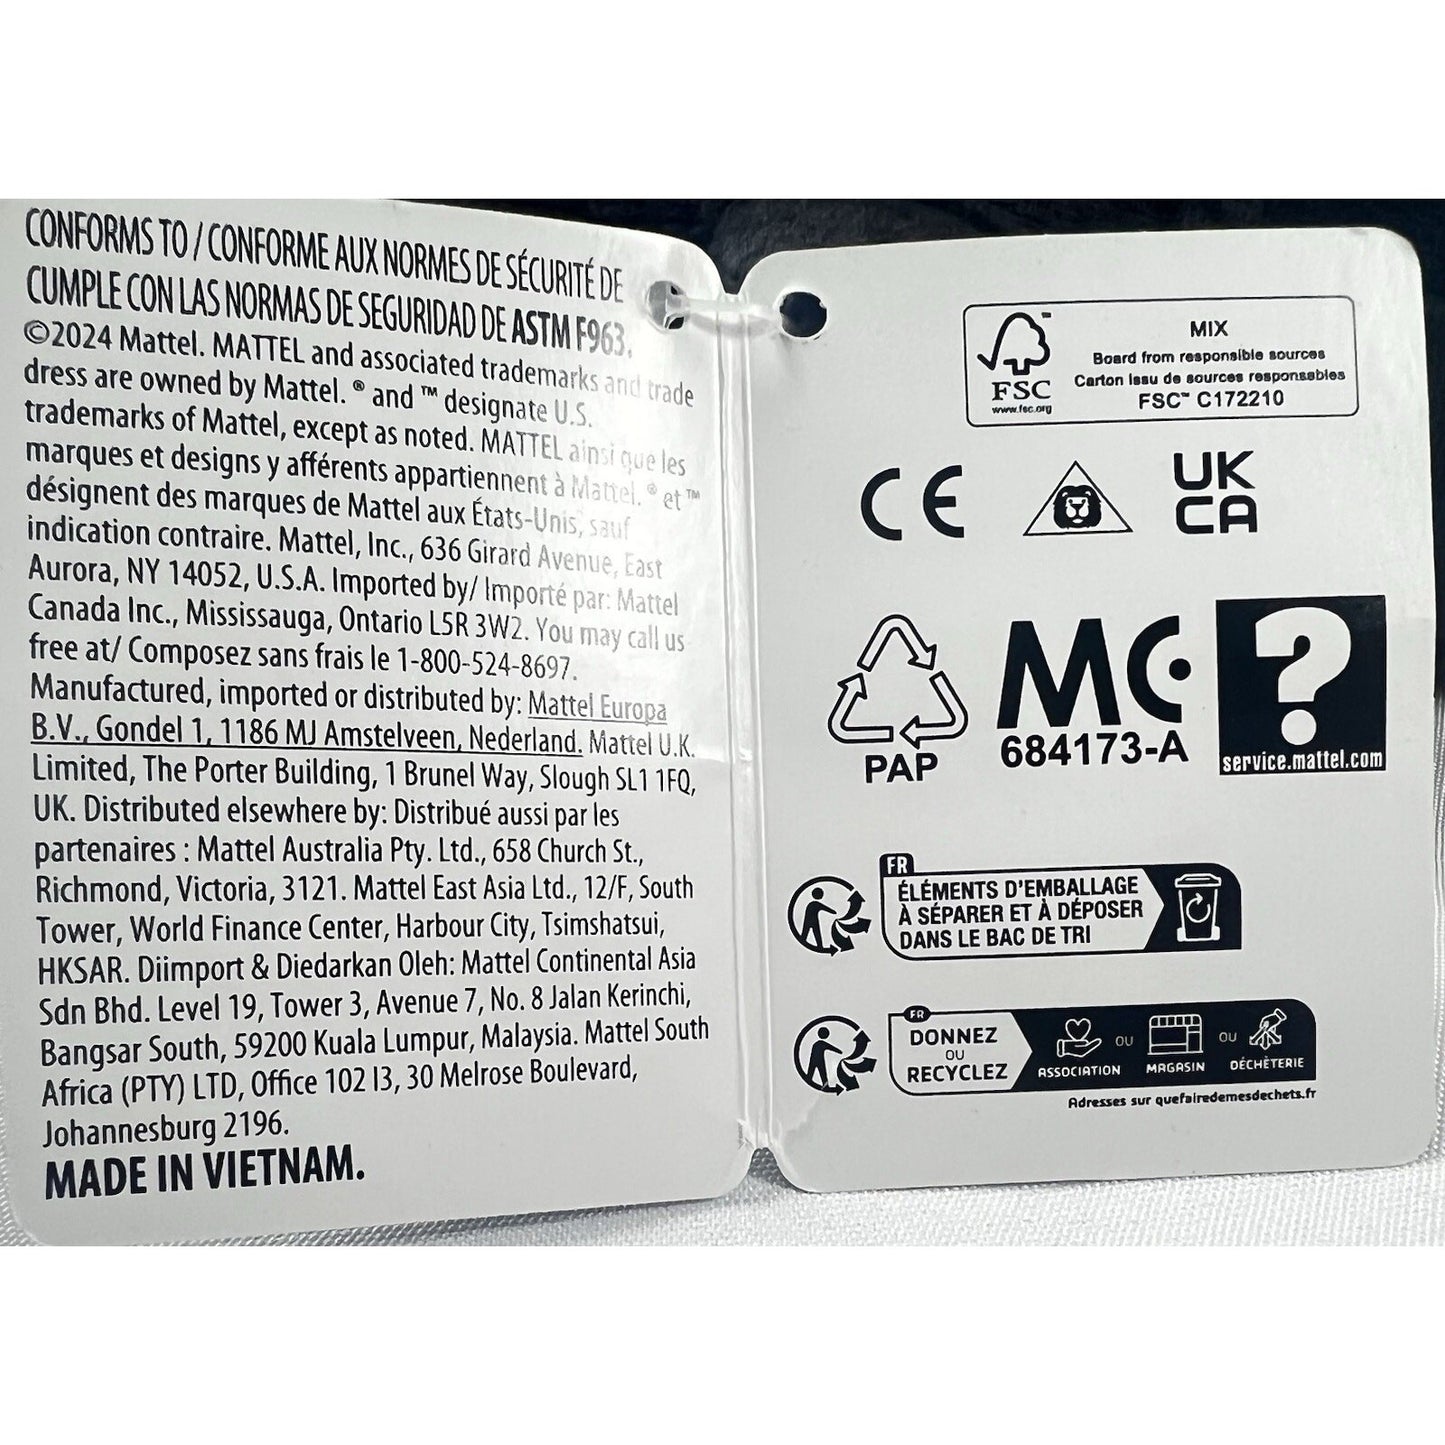 CONFORMS TO / CONFORME AUX NORMES DE SÉCURITÉ DE
CUMPLE CON LAS NORMAS DE SEGURIDAD DE ASTM F963.
©2024 Mattel. MATTEL and associated trademarks and trade
dress are owned by Mattel. ® and ™ designate U.S.
trademarks of Mattel, except as noted. MATTEL ainsi que les
marques et designs y afférents appartiennent à Mattel. ® et ™
désignent des marques de Mattel aux États-Unis, sauf
indication contraire. Mattel, Inc., 636 Girard Avenue, East
Aurora, NY 14052, U.S.A. Imported by/ Importé par: Mattel
Canada Inc., Mississauga, Ontario L5R 3W2. You may call us
free at/ Composez sans frais le 1-800-524-8697.
Manufactured, imported or distributed by: Mattel Europa
B.V., Gondel 1, 1186 MJ Amstelveen, Nederland. Mattel U.K.
Limited, The Porter Building, 1 Brunel Way, Slough SL1 1FQ,
UK. Distributed elsewhere by: Distribué aussi par les
partenaires : Mattel Australia Pty. Ltd., 658 Church St.,
Richmond, Victoria, 3121. Mattel East Asia Ltd., 12/F, South
Tower, World Finance Center, Harbour City, Tsimshatsui,
HKSAR. Diimport & Diedarkan Oleh: Mattel Continental Asia
Sdn Bhd. Level 19, Tower 3, Avenue 7, No. 8 Jalan Kerinchi,
Bangsar South, 59200 Kuala Lumpur, Malaysia. Mattel South
Africa (PTY) LTD, Office 102 I3, 30 Melrose Boulevard,
Johannesburg 2196.
MADE IN VIETNAM.
FSC™
www.fsc.org
MIX
Board from responsible sources
Carton issu de sources responsables
FSC™ C172210
CE
UK
CA
PAP
MC
684173-A
?
service.mattel.com
FR
ÉLÉMENTS D'EMBALLAGE
À SÉPARER ET À DÉPOSER
DANS LE BAC DE TRI
FR
DONNEZ
OU
RECYCLEZ
ASSOCIATION OU MAGASIN OU DÉCHÈTERIE
Adresses sur quefairedemesdechets.fr